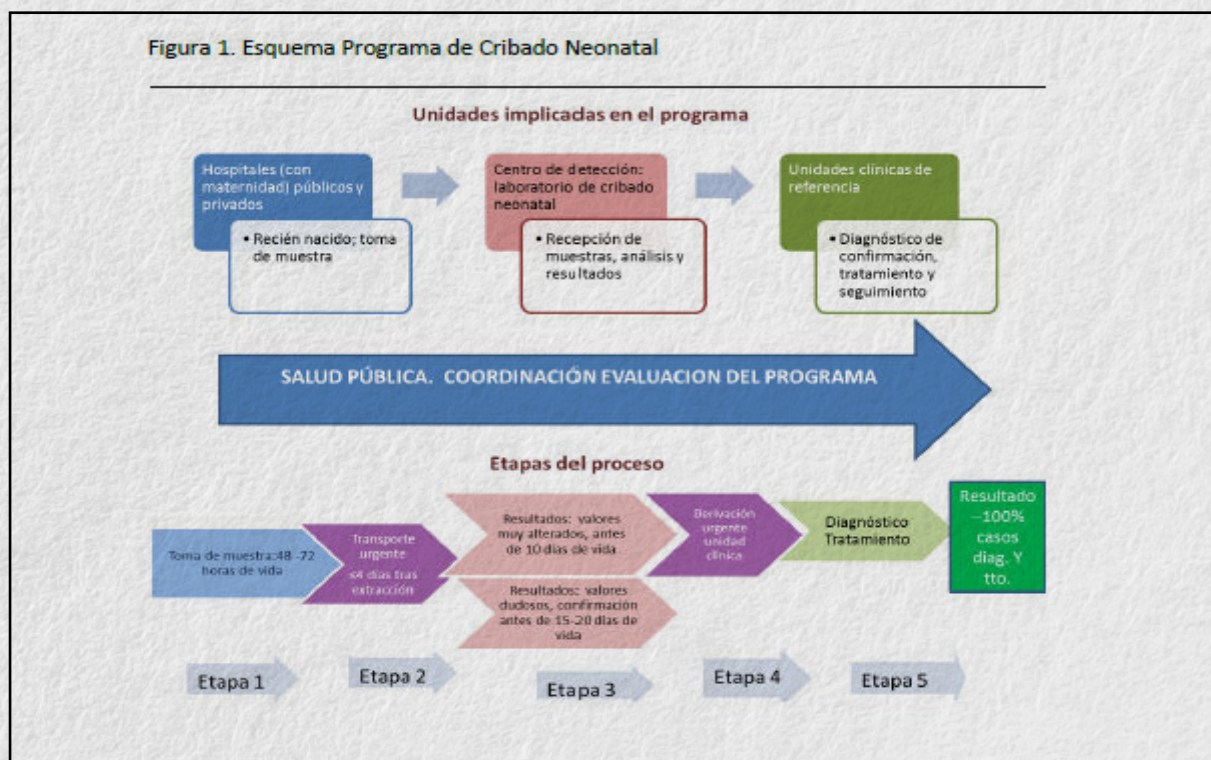 Figura 1. Esquema Programa de Cribado Neonatal
Unidades implicadas en el programa
Hospitales (con
maternidad) públicos y
privados
• Recién nacido; toma
de muestra
Centro de detección:
laboratorio de cribado
neonatal
• Recepción de
muestras, análisis y
resultados
Unidades clínicas de
referencia
• Diagnóstico de
confirmación,
tratamiento y
seguimiento
SALUD PÚBLICA. COORDINACIÓN EVALUACION DEL PROGRAMA
Etapas del proceso
Toma de muestra:48 -72
horas de vida
Transporte
urgente
≤4 días tras
extracción
Resultados: valores
muy alterados, antes
de 10 días de vida
Resultados: valores
dudosos, confirmación
antes de 15-20 días de
vida
Derivación
urgente
unidad
clínica
Diagnóstico
Tratamiento
Resultado
–100%
casos
diag. Y
tto.
Etapa 1
Etapa 2
Etapa 3
Etapa 4
Etapa 5